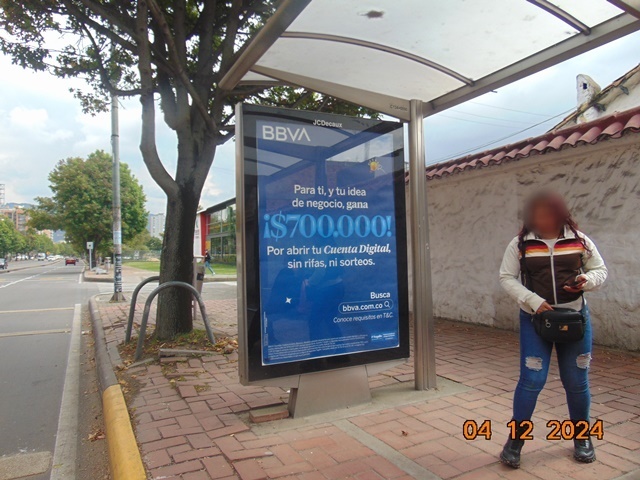 JCDecaux
BBVA
Para ti, y tu idea
de negocio, gana
¡$700.000!
Por abrir tu Cuenta Digital,
sin rifas, ni sorteos.
Busca
bbva.com.co
Conoce requisitos en T&C.
04 12 2024